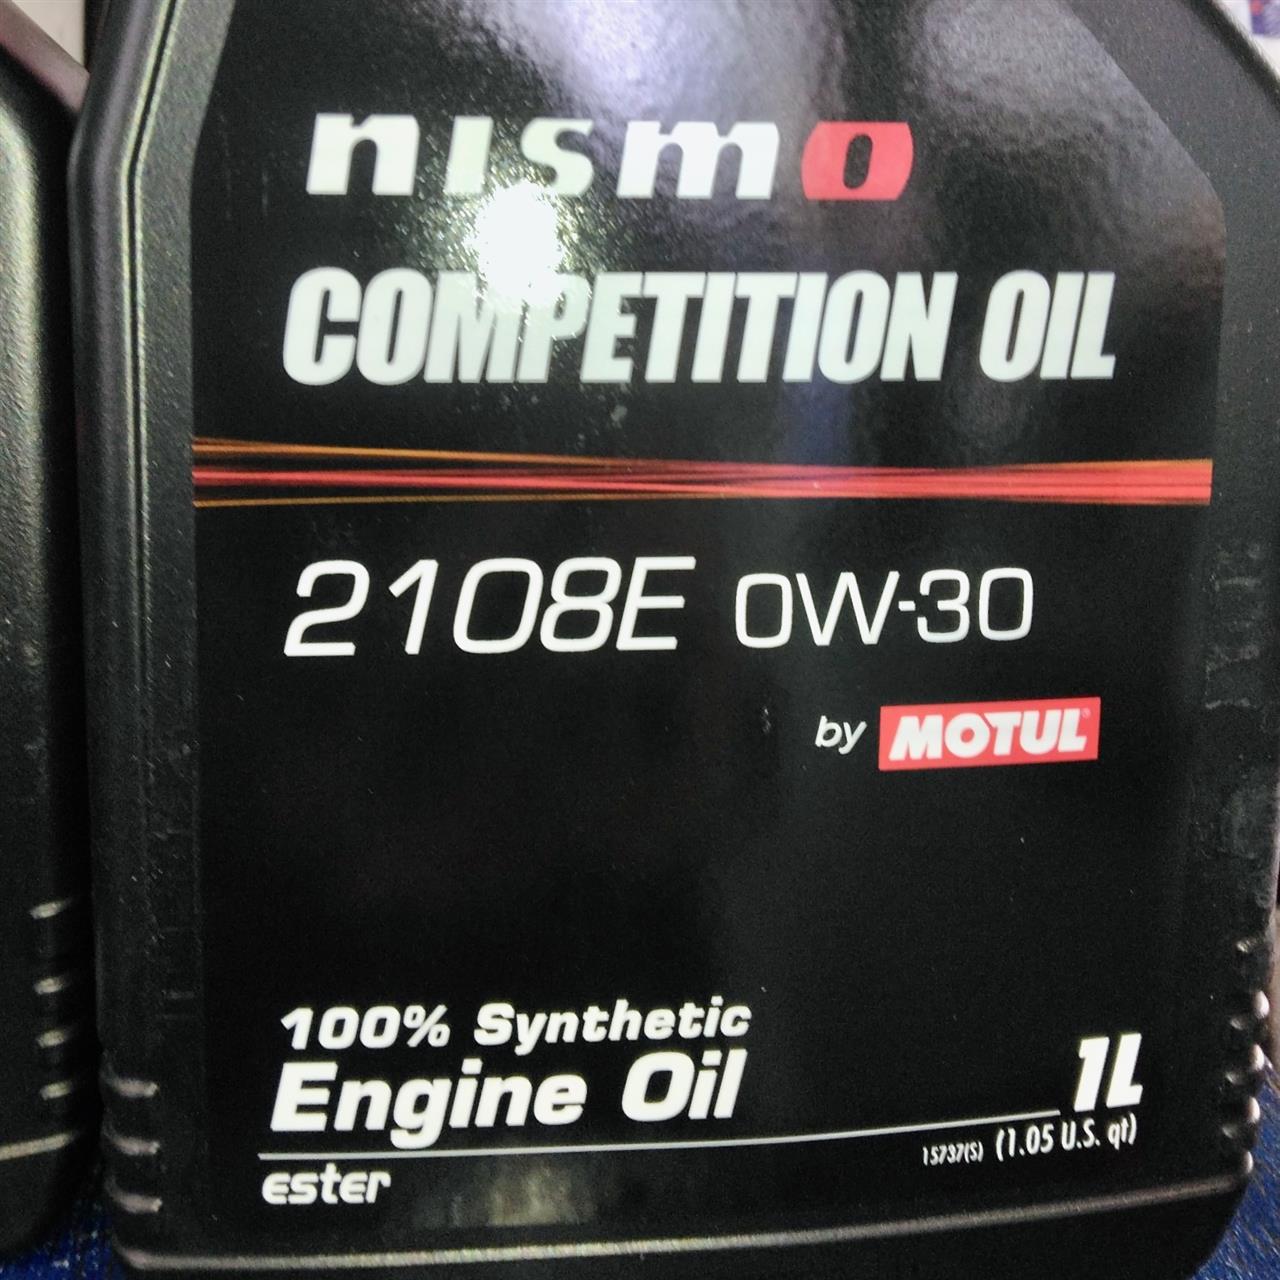 nismo
COMPETITION OIL
2108E 0W-30
by MOTUL®
100% Synthetic
Engine Oil
1L
15737(S) (1.05 U.S. qt)
ester